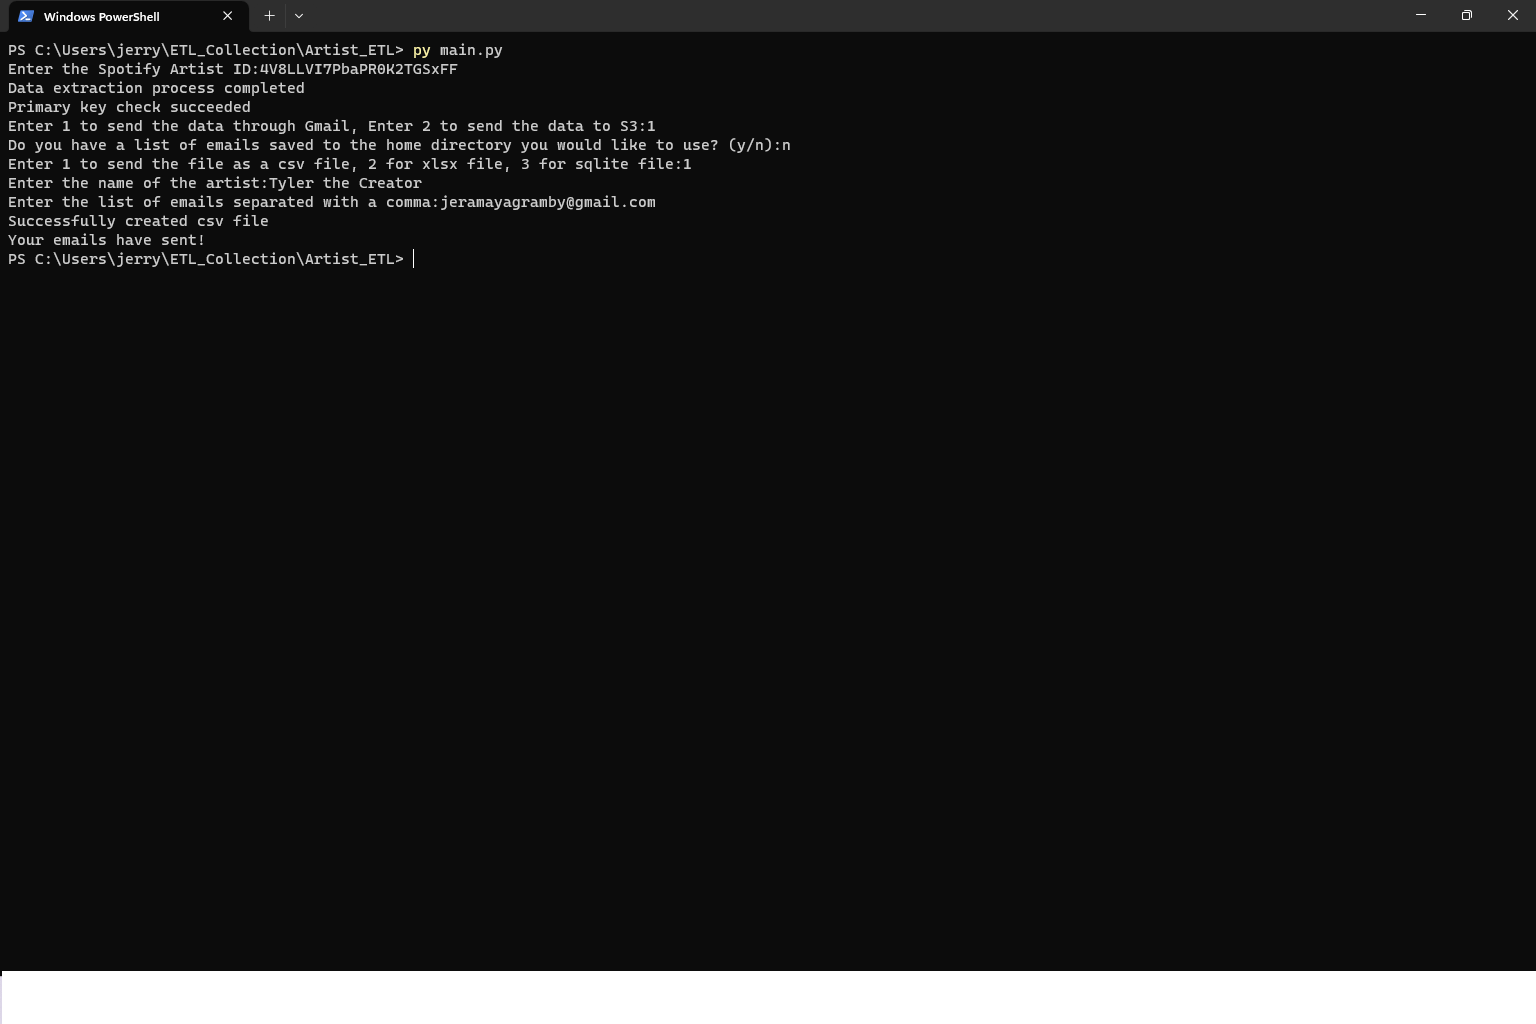 Windows PowerShell
PS C:\Users\jerry\ETL_Collection\Artist_ETL> py main.py
Enter the Spotify Artist ID:4V8LLVI7PbaPR0K2TGSxFF
Data extraction process completed
Primary key check succeeded
Enter 1 to send the data through Gmail, Enter 2 to send the data to S3:1
Do you have a list of emails saved to the home directory you would like to use? (y/n):n
Enter 1 to send the file as a csv file, 2 for xlsx file, 3 for sqlite file:1
Enter the name of the artist:Tyler the Creator
Enter the list of emails separated with a comma:jeramayagramby@gmail.com
Successfully created csv file
Your emails have sent!
PS C:\Users\jerry\ETL_Collection\Artist_ETL>